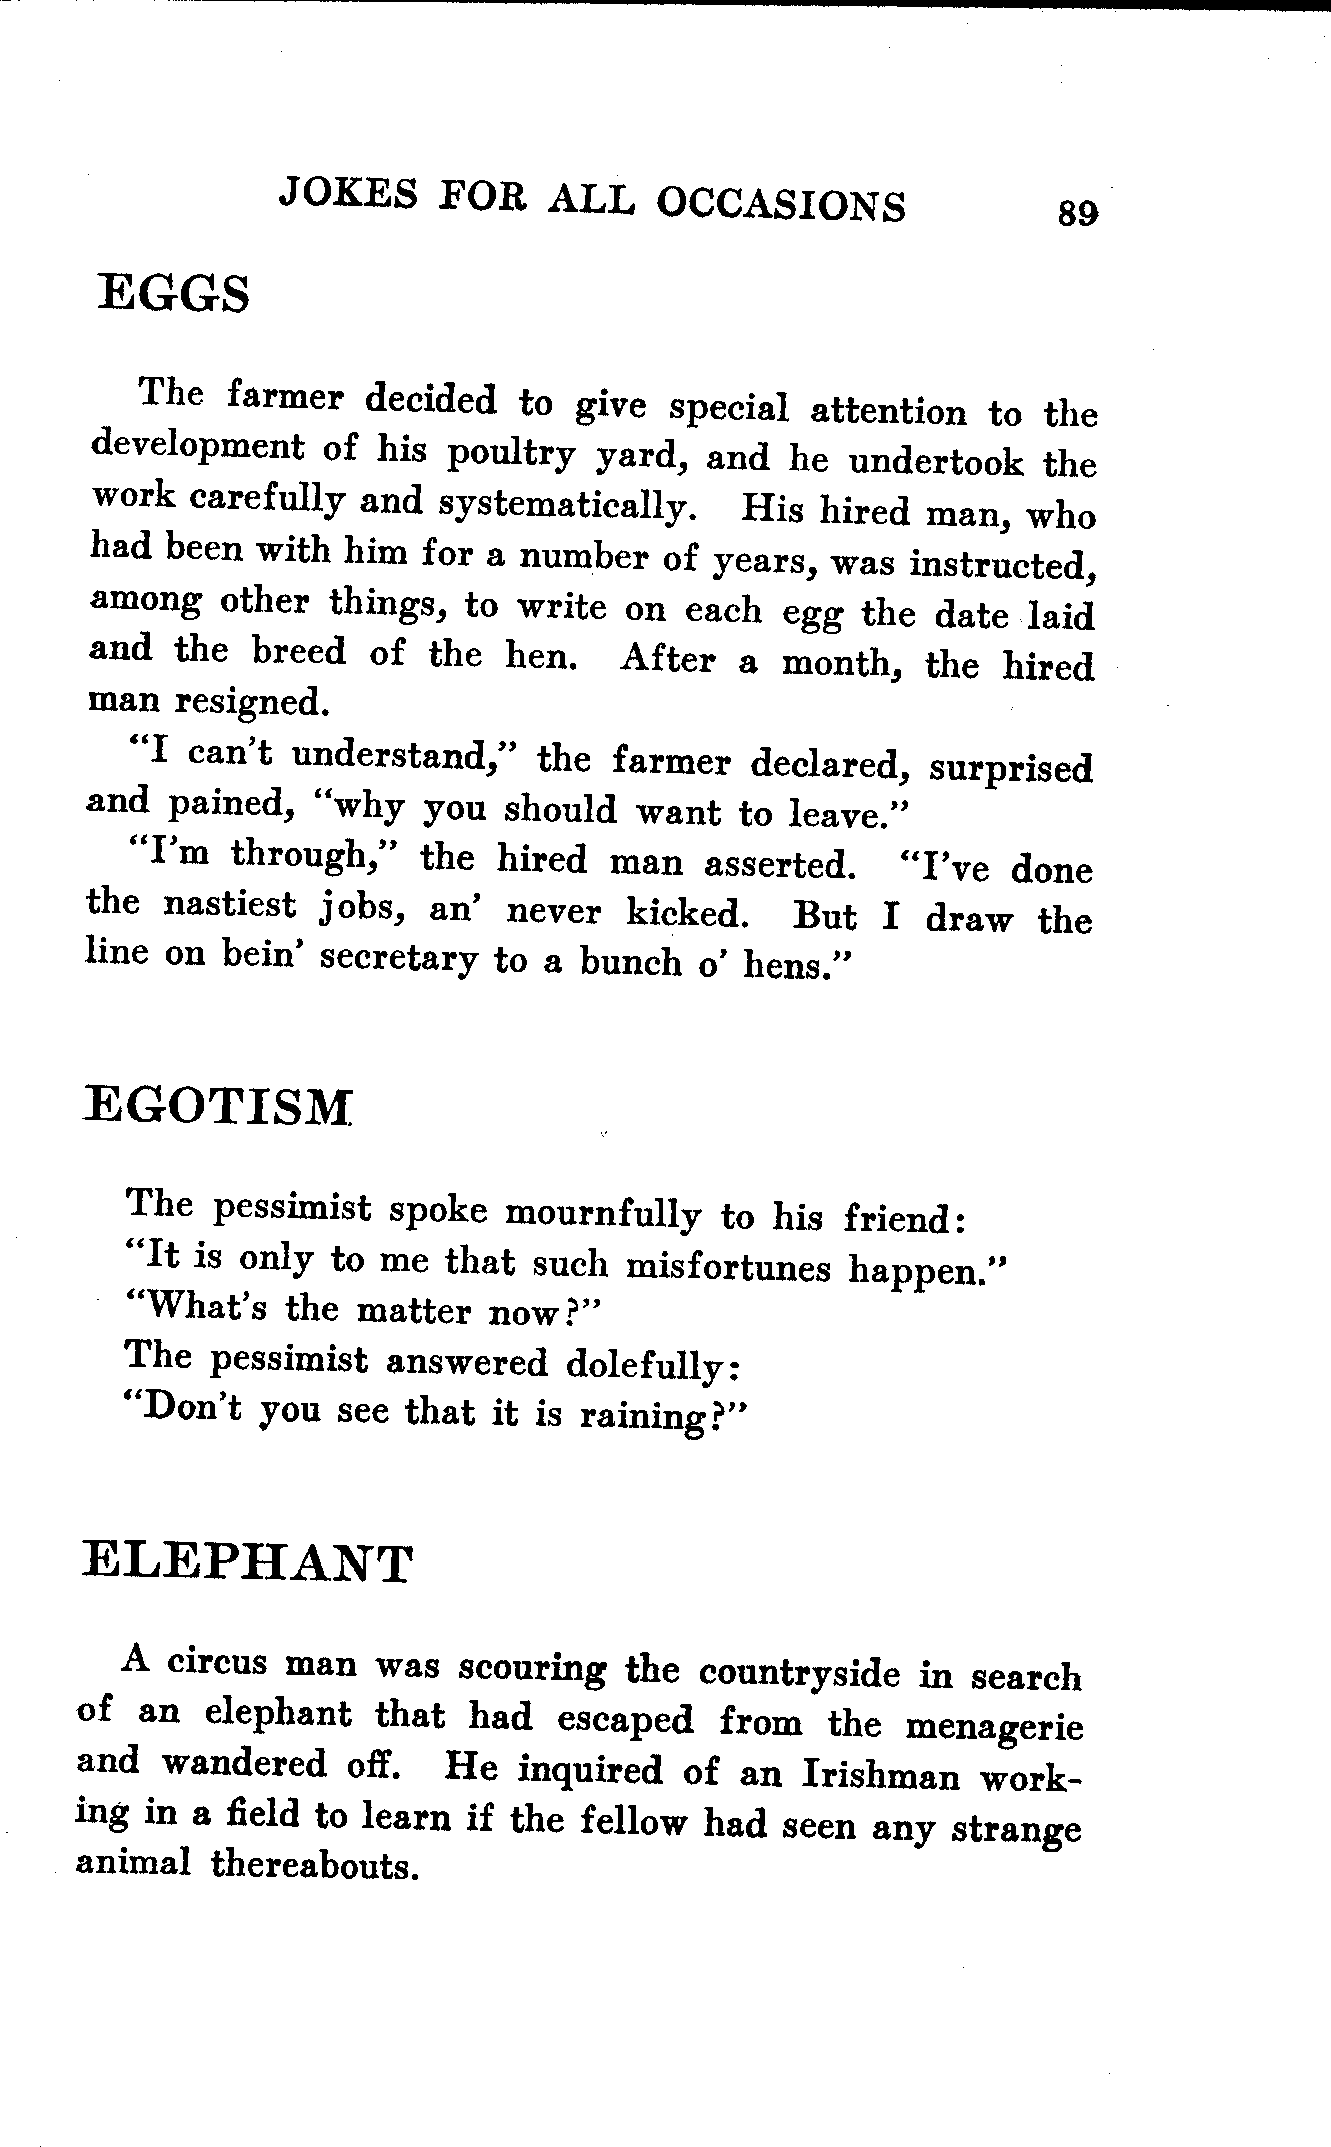 JOKES FOR ALL OCCASIONS 89
EGGS
The farmer decided to give special attention to the
development of his poultry yard, and he undertook the
work carefully and systematically. His hired man, who
had been with him for a number of years, was instructed,
among other things, to write on each egg the date laid
and the breed of the hen. After a month, the hired
man resigned.
"I can't understand," the farmer declared, surprised
and pained, "why you should want to leave."
"I'm through," the hired man asserted. "I've done
the nastiest jobs, an' never kicked. But I draw the
line on bein' secretary to a bunch o' hens."
EGOTISM
The pessimist spoke mournfully to his friend:
"It is only to me that such misfortunes happen."
"What's the matter now?"
The pessimist answered dolefully:
"Don't you see that it is raining?"
ELEPHANT
A circus man was scouring the countryside in search
of an elephant that had escaped from the menagerie
and wandered off. He inquired of an Irishman work-
ing in a field to learn if the fellow had seen any strange
animal thereabouts.